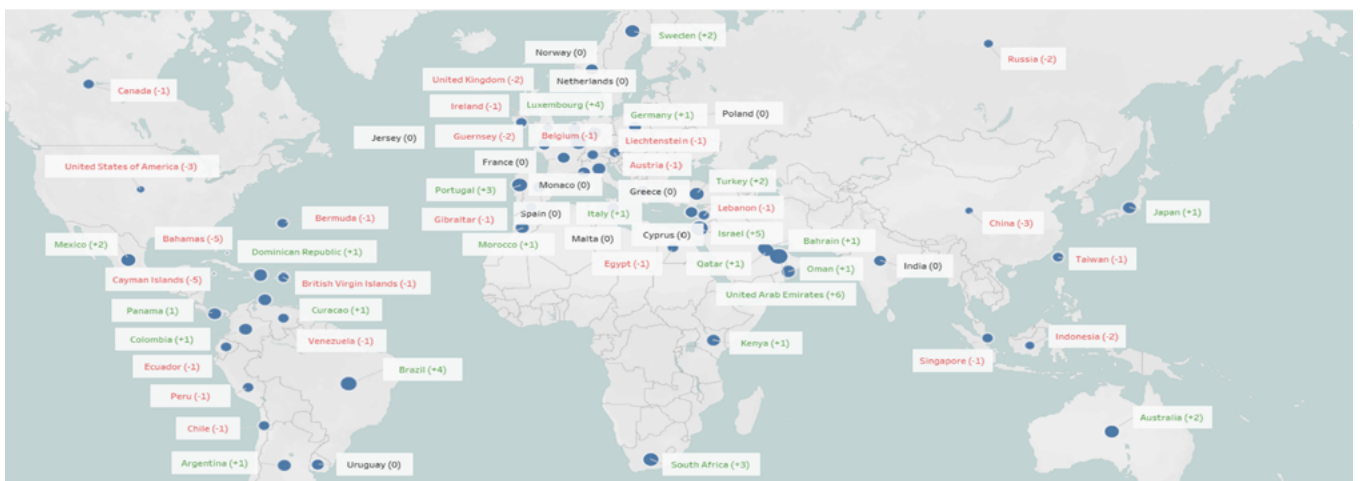 Sweden (+2)
Norway (0)
Russia (-2)
United Kingdom (-2)
Netherlands (0)
Canada (-1)
Ireland (-1)
Luxembourg (+4)
Germany (+1)
Poland (0)
Jersey (0)
Guernsey (-2)
Belgium (-1)
Liechtenstein (-1)
United States of America (-3)
France (0)
Austria (-1)
Portugal (+3)
Monaco (0)
Greece (0)
Turkey (+2)
Bermuda (-1)
Gibraltar (-1)
Spain (0)
Italy (+1)
Lebanon (-1)
China (-3)
Japan (+1)
Mexico (+2)
Bahamas (-5)
Dominican Republic (+1)
Morocco (+1)
Malta (0)
Cyprus (0)
Israel (+5)
Bahrain (+1)
Taiwan (-1)
Cayman Islands (-5)
British Virgin Islands (-1)
Egypt (-1)
Qatar (+1)
Oman (+1)
India (0)
United Arab Emirates (+6)
Panama (1)
Curacao (+1)
Colombia (+1)
Venezuela (-1)
Kenya (+1)
Indonesia (-2)
Singapore (-1)
Ecuador (-1)
Brazil (+4)
Peru (-1)
Chile (-1)
Australia (+2)
Argentina (+1)
Uruguay (0)
South Africa (+3)